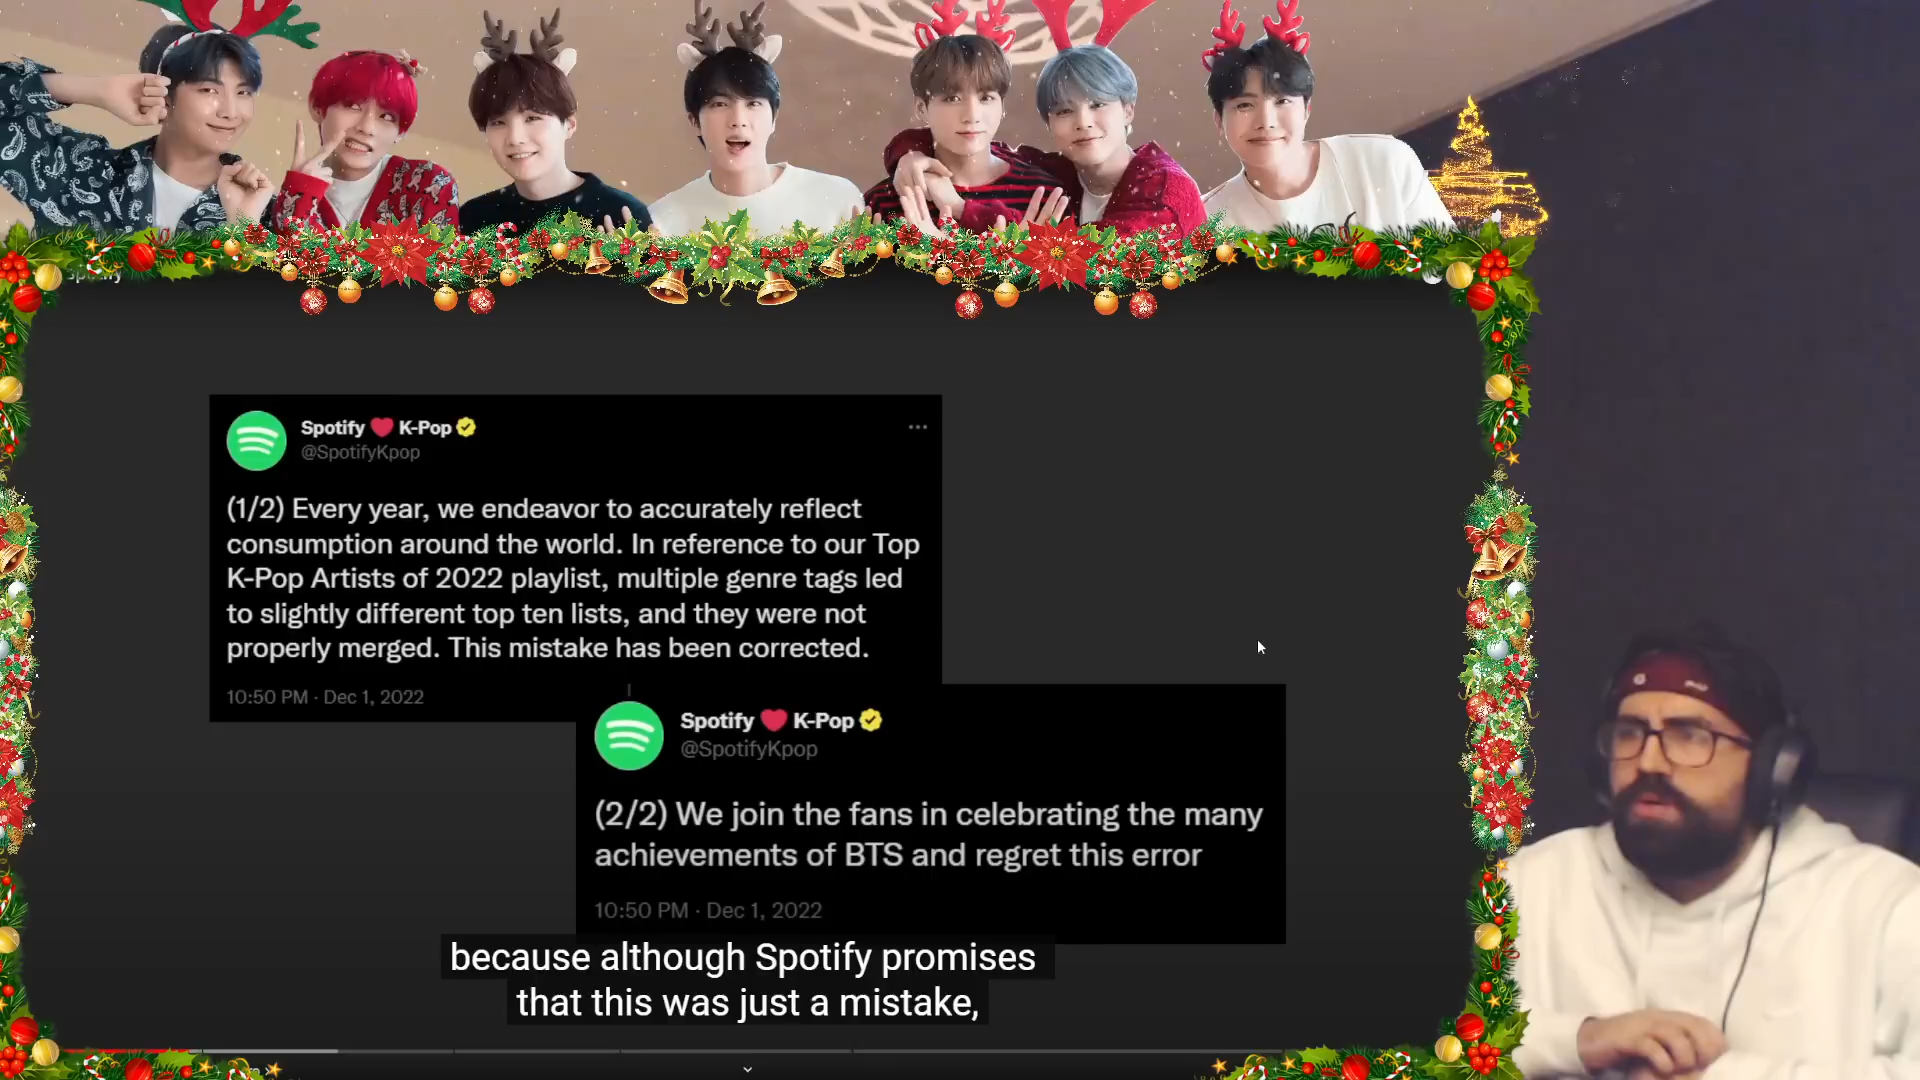 Spotify
Spotify ❤️ K-Pop
@SpotifyKpop
(1/2) Every year, we endeavor to accurately reflect
consumption around the world. In reference to our Top
K-Pop Artists of 2022 playlist, multiple genre tags led
to slightly different top ten lists, and they were not
properly merged. This mistake has been corrected.
10:50 PM · Dec 1, 2022
Spotify ❤️ K-Pop
@SpotifyKpop
(2/2) We join the fans in celebrating the many
achievements of BTS and regret this error
10:50 PM · Dec 1, 2022
because although Spotify promises
that this was just a mistake,